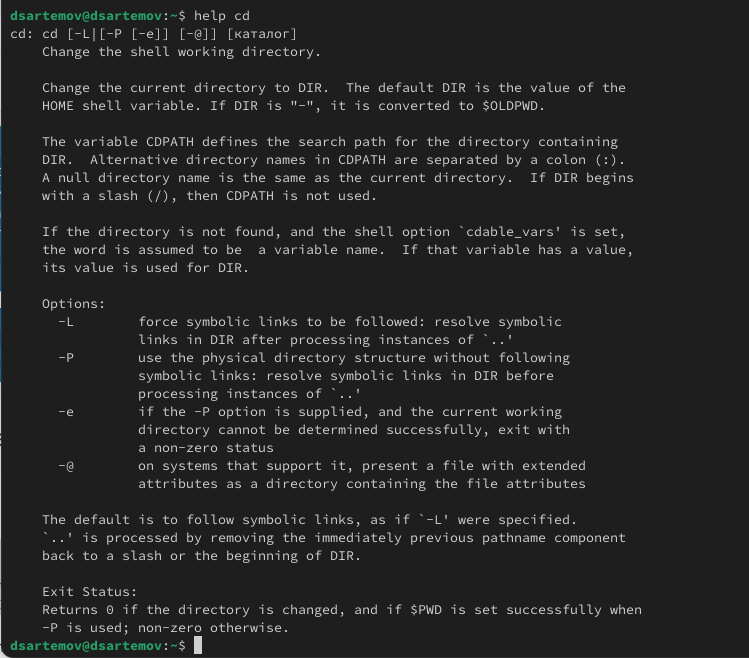 dsartemov@dsartemov:~$ help cd
cd: cd [-L|[-P [-e]] [-@]] [каталог]
    Change the shell working directory.

    Change the current directory to DIR.  The default DIR is the value of the
    HOME shell variable. If DIR is "-", it is converted to $OLDPWD.

    The variable CDPATH defines the search path for the directory containing
    DIR.  Alternative directory names in CDPATH are separated by a colon (:).
    A null directory name is the same as the current directory.  If DIR begins
    with a slash (/), then CDPATH is not used.

    If the directory is not found, and the shell option `cdable_vars' is set,
    the word is assumed to be  a variable name.  If that variable has a value,
    its value is used for DIR.

    Options:
      -L        force symbolic links to be followed: resolve symbolic
                links in DIR after processing instances of `..'
      -P        use the physical directory structure without following
                symbolic links: resolve symbolic links in DIR before
                processing instances of `..'
      -e        if the -P option is supplied, and the current working
                directory cannot be determined successfully, exit with
                a non-zero status
      -@        on systems that support it, present a file with extended
                attributes as a directory containing the file attributes

    The default is to follow symbolic links, as if `-L' were specified.
    `..' is processed by removing the immediately previous pathname component
    back to a slash or the beginning of DIR.

    Exit Status:
    Returns 0 if the directory is changed, and if $PWD is set successfully when
    -P is used; non-zero otherwise.
dsartemov@dsartemov:~$